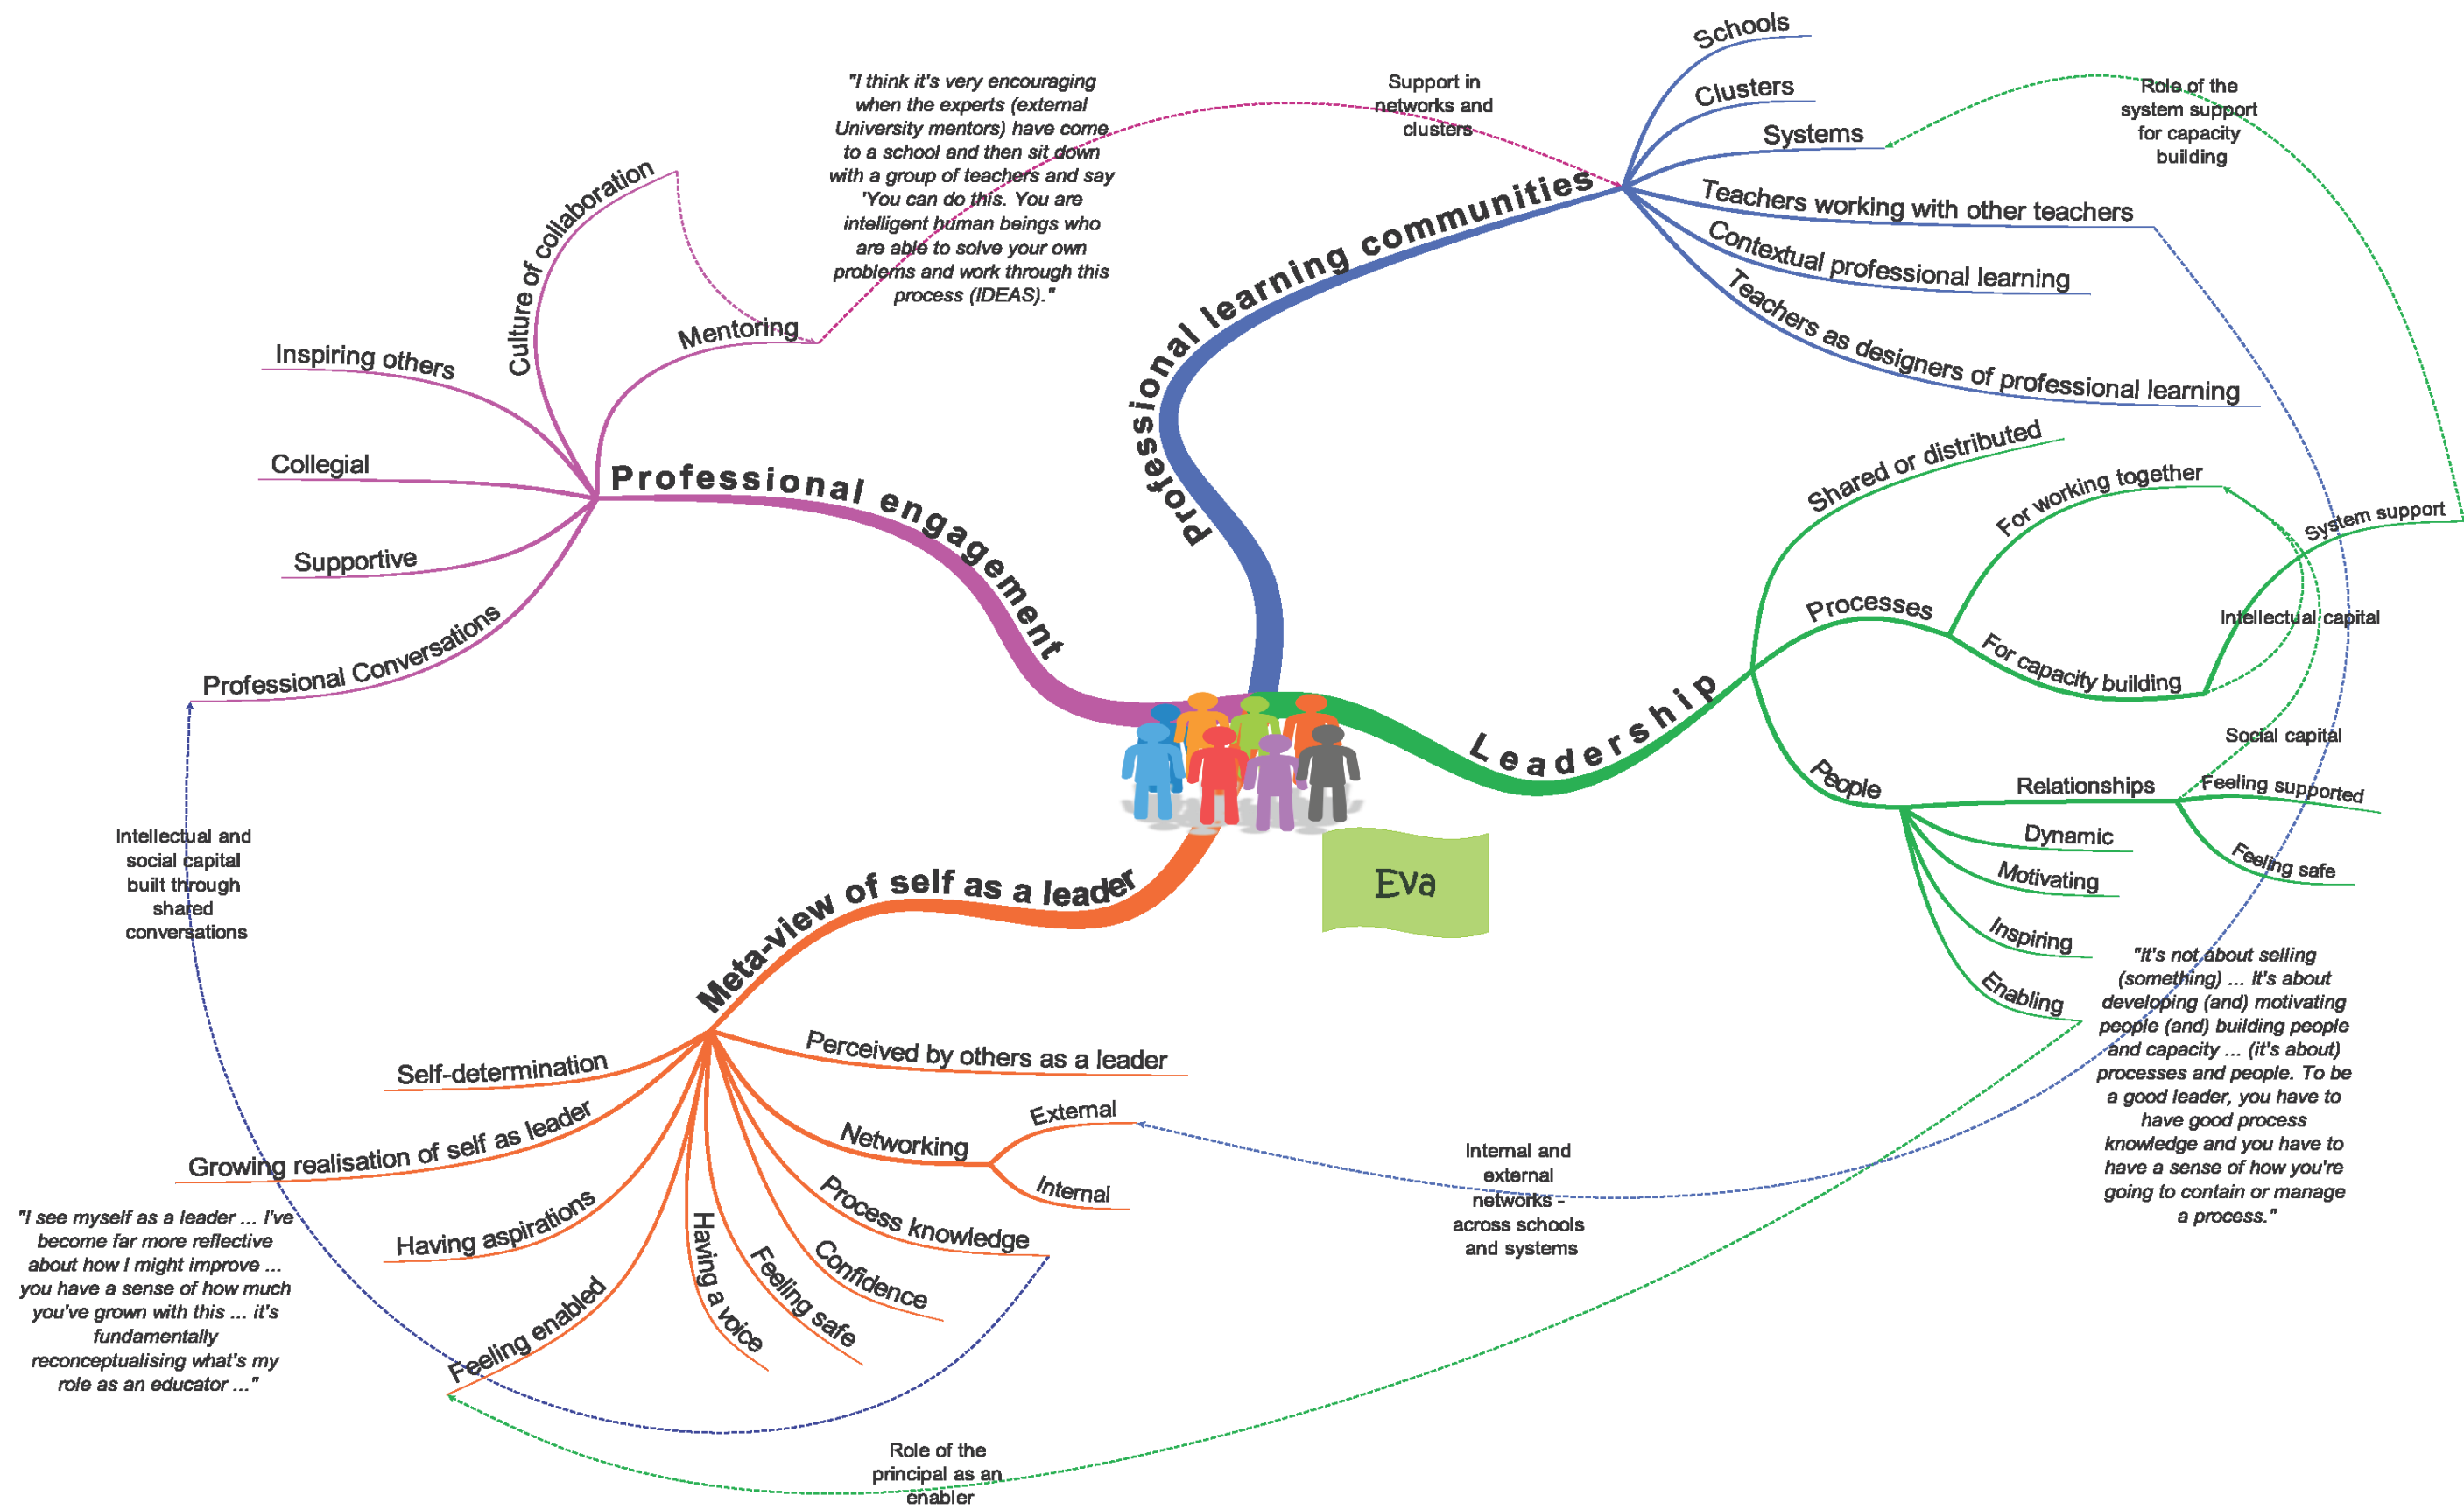 "I think it's very encouraging
when the experts (external
University mentors) have come
to a school and then sit down
with a group of teachers and say
'You can do this. You are
intelligent human beings who
are able to solve your own
problems and work through this
process (IDEAS)."
Support in
networks and
clusters
Schools
Clusters
Systems
Teachers working with other teachers
Contextual professional learning
Teachers as designers of professional learning
Role of the
system support
for capacity
building
Professional learning communities
Culture of collaboration
Mentoring
Inspiring others
Collegial
Supportive
Professional Conversations
Professional engagement
Shared or distributed
Processes
For working together
For capacity building
System support
Intellectual capital
Social capital
Leadership
People
Relationships
Feeling supported
Feeling safe
Dynamic
Motivating
Inspiring
Enabling
"It's not about selling
(something) ... It's about
developing (and) motivating
people (and) building people
and capacity ... (it's about)
processes and people. To be
a good leader, you have to
have good process
knowledge and you have to
have a sense of how you're
going to contain or manage
a process."
Eva
Intellectual and
social capital
built through
shared
conversations
Meta-view of self as a leader
Perceived by others as a leader
Networking
External
Internal
Process knowledge
Confidence
Feeling safe
Having a voice
Feeling enabled
Having aspirations
Growing realisation of self as leader
Self-determination
Internal and
external
networks -
across schools
and systems
"I see myself as a leader ... I've
become far more reflective
about how I might improve ...
you have a sense of how much
you've grown with this ... it's
fundamentally
reconceptualising what's my
role as an educator ..."
Role of the
principal as an
enabler